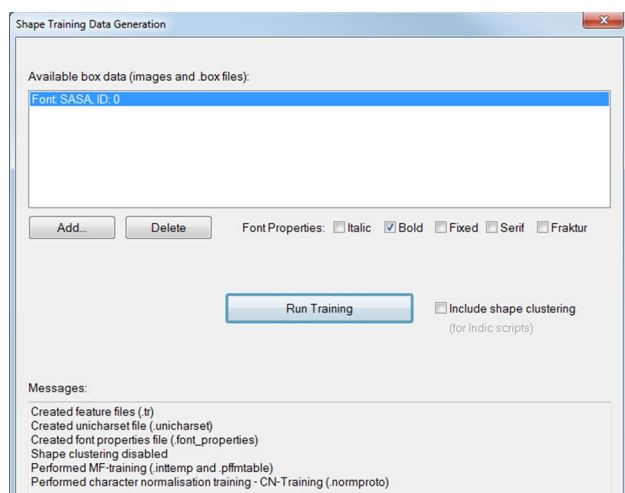 Shape Training Data Generation
Available box data (images and .box files):
Font: SASA, ID: 0
Add... Delete Font Properties: Italic Bold Fixed Serif Fraktur
Run Training Include shape clustering
(for Indic scripts)
Messages:
Created feature files (.tr)
Created unicharset file (.unicharset)
Created font properties file (.font_properties)
Shape clustering disabled
Performed MF-training (.inttemp and .pffmtable)
Performed character normalisation training - CN-Training (.normproto)